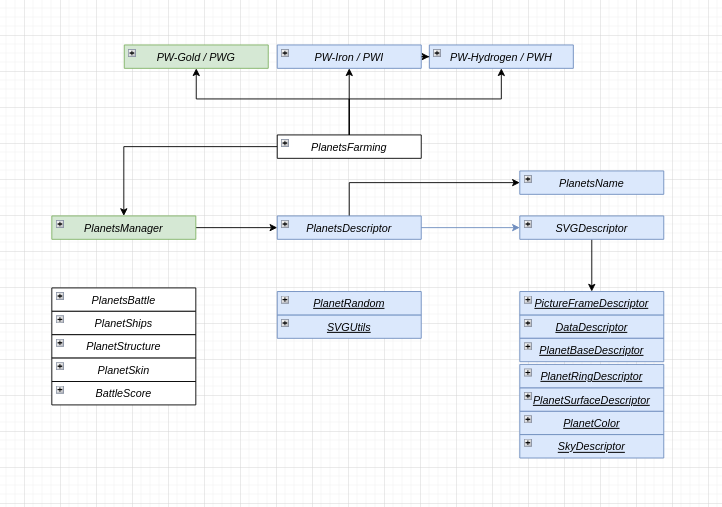 PW-Gold / PWG
PW-Iron / PWI
PW-Hydrogen / PWH
PlanetsFarming
PlanetsName
PlanetsManager
PlanetsDescriptor
SVGDescriptor
PlanetsBattle
PlanetShips
PlanetStructure
PlanetSkin
BattleScore
PlanetRandom
SVGUtils
PictureFrameDescriptor
DataDescriptor
PlanetBaseDescriptor
PlanetRingDescriptor
PlanetSurfaceDescriptor
PlanetColor
SkyDescriptor